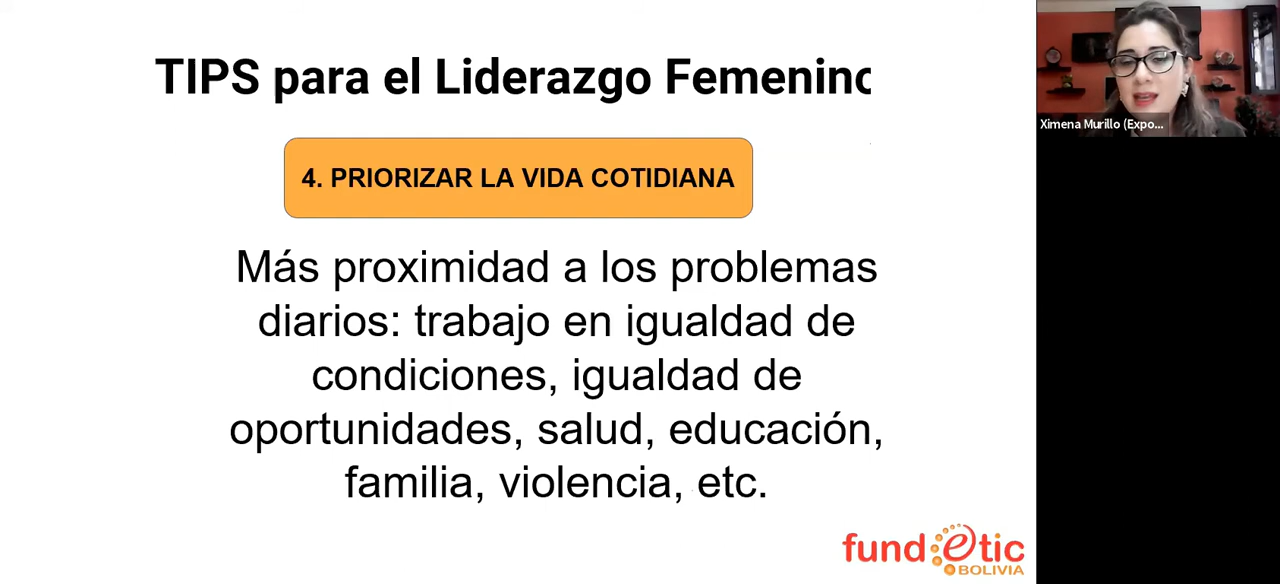 TIPS para el Liderazgo Femenino
4. PRIORIZAR LA VIDA COTIDIANA
Más proximidad a los problemas
diarios: trabajo en igualdad de
condiciones, igualdad de
oportunidades, salud, educación,
familia, violencia, etc.
fundetic
BOLIVIA
Ximena Murillo (Expo...